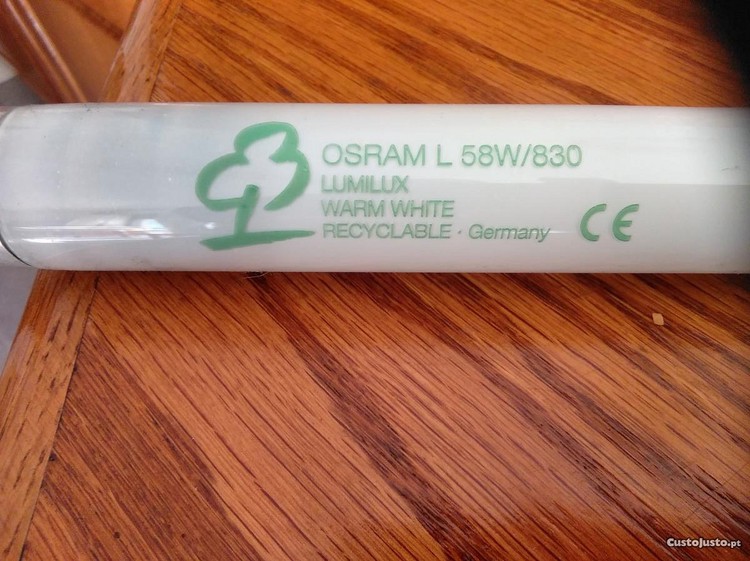 OSRAM L 58W/830
LUMILUX
WARM WHITE
RECYCLABLE · Germany CE
CustoJusto.pt